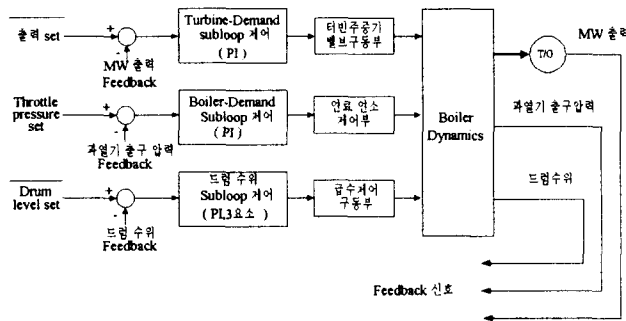 출력 set
+
-
MW 출력
Feedback
Turbine-Demand
subloop 제어
( PI )
터빈주증기
밸브구동부
Throttle
pressure
set
+
-
과열기 출구 압력
Feedback
Boiler-Demand
Subloop 제어
(PI)
연료 연소
제어부
Drum
level set
+
-
드럼 수위
Feedback
드럼 수위
Subloop 제어
( PI,3요소 )
급수제어
구동부
Boiler
Dynamics
T/G
MW 출력
과열기 출구압력
드럼수위
Feedback 신호